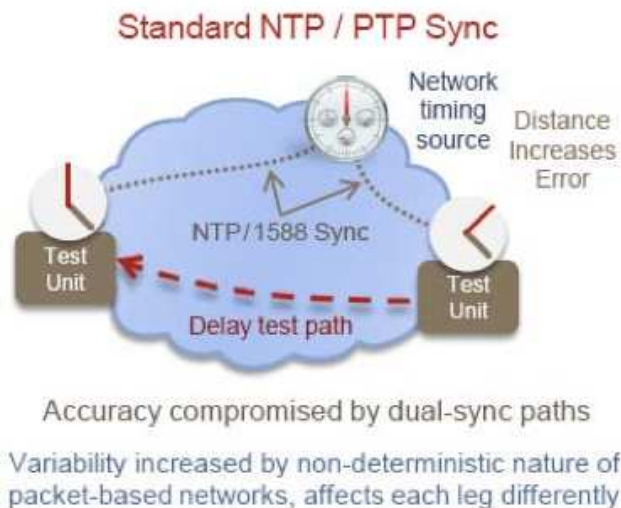 Standard NTP / PTP Sync
Network
timing
source
Distance
Increases
Error
NTP/1588 Sync
Test
Unit
Test
Unit
Delay test path
Accuracy compromised by dual-sync paths
Variability increased by non-deterministic nature of
packet-based networks, affects each leg differently